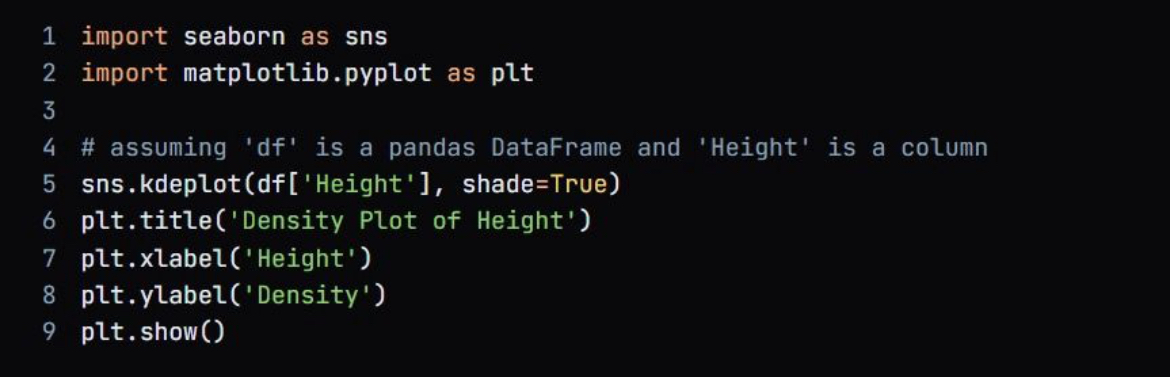 1 import seaborn as sns
2 import matplotlib.pyplot as plt
3
4 # assuming 'df' is a pandas DataFrame and 'Height' is a column
5 sns.kdeplot(df['Height'], shade=True)
6 plt.title('Density Plot of Height')
7 plt.xlabel('Height')
8 plt.ylabel('Density')
9 plt.show()